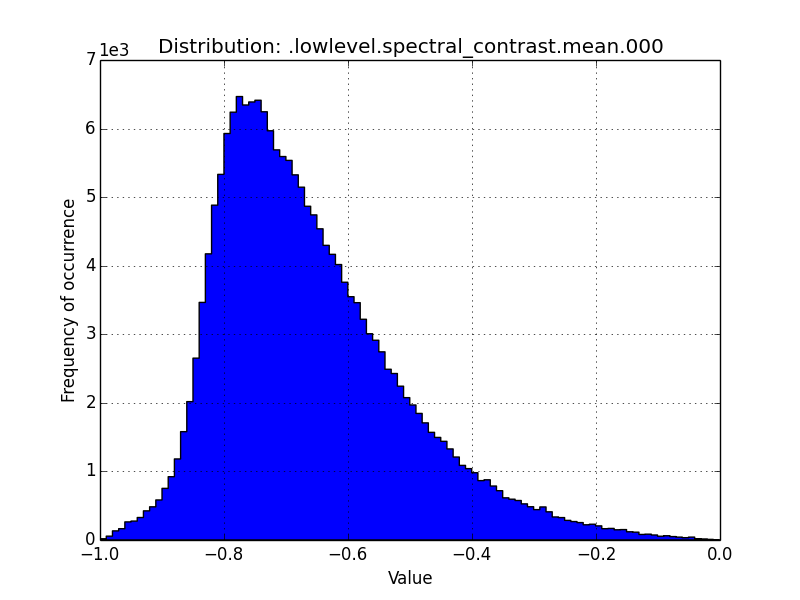 Distribution: .lowlevel.spectral_contrast.mean.000
1e3
7
6
5
4
3
2
1
0
Frequency of occurrence
−1.0 −0.8 −0.6 −0.4 −0.2 0.0
Value